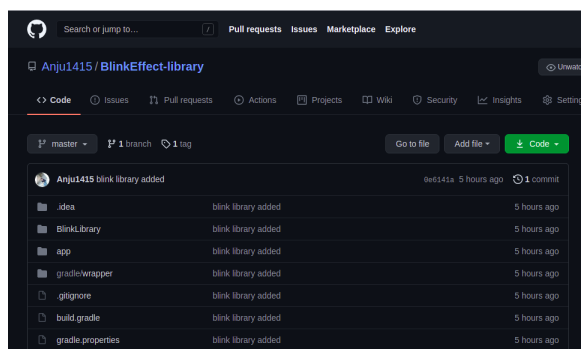 Search or jump to… / Pull requests Issues Marketplace Explore
Anju1415 / BlinkEffect-library Unwatc
<> Code Issues Pull requests Actions Projects Wiki Security Insights Setting
master 1 branch 1 tag Go to file Add file Code
Anju1415 blink library added 0e6141a 5 hours ago 1 commit
.idea blink library added 5 hours ago
BlinkLibrary blink library added 5 hours ago
app blink library added 5 hours ago
gradle/wrapper blink library added 5 hours ago
.gitignore blink library added 5 hours ago
build.gradle blink library added 5 hours ago
gradle.properties blink library added 5 hours ago